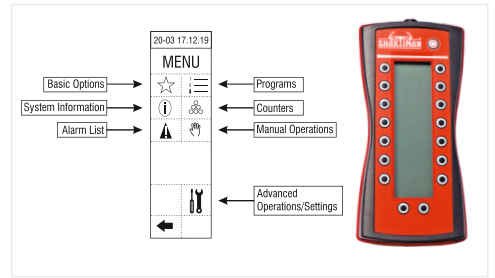 20-03 17.12.19
MENU
Basic Options
Programs
System Information
Counters
Alarm List
Manual Operations
Advanced
Operations/Settings
SHAKTIMAN